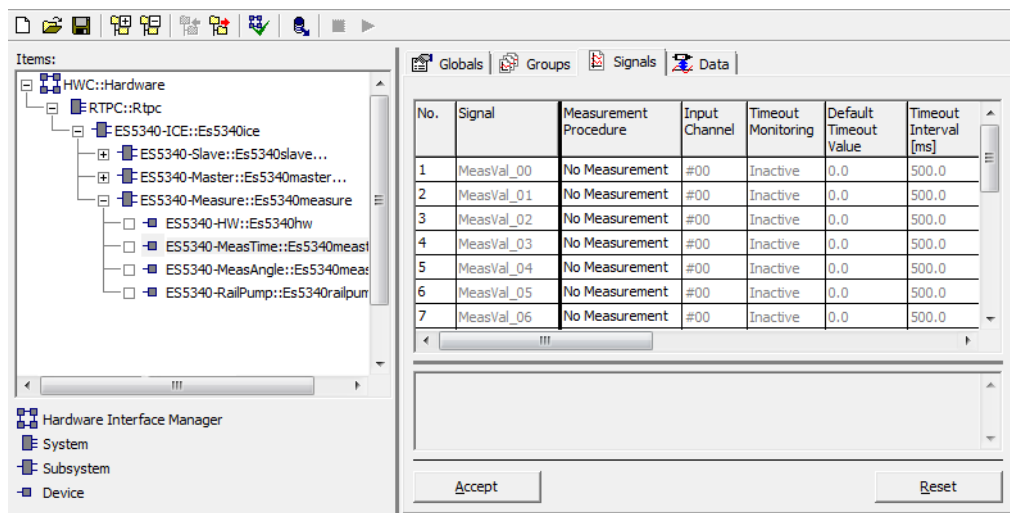 Items:
HWC::Hardware
RTPC::Rtpc
ES5340-ICE::Es5340ice
ES5340-Slave::Es5340slave...
ES5340-Master::Es5340master...
ES5340-Measure::Es5340measure
ES5340-HW::Es5340hw
ES5340-MeasTime::Es5340meast
ES5340-MeasAngle::Es5340meas
ES5340-RailPump::Es5340railpum
Hardware Interface Manager
System
Subsystem
Device
Globals Groups Signals Data
No. Signal Measurement Procedure Input Channel Timeout Monitoring Default Timeout Value Timeout Interval [ms]
1 MeasVal_00 No Measurement #00 Inactive 0.0 500.0
2 MeasVal_01 No Measurement #00 Inactive 0.0 500.0
3 MeasVal_02 No Measurement #00 Inactive 0.0 500.0
4 MeasVal_03 No Measurement #00 Inactive 0.0 500.0
5 MeasVal_04 No Measurement #00 Inactive 0.0 500.0
6 MeasVal_05 No Measurement #00 Inactive 0.0 500.0
7 MeasVal_06 No Measurement #00 Inactive 0.0 500.0
Accept Reset